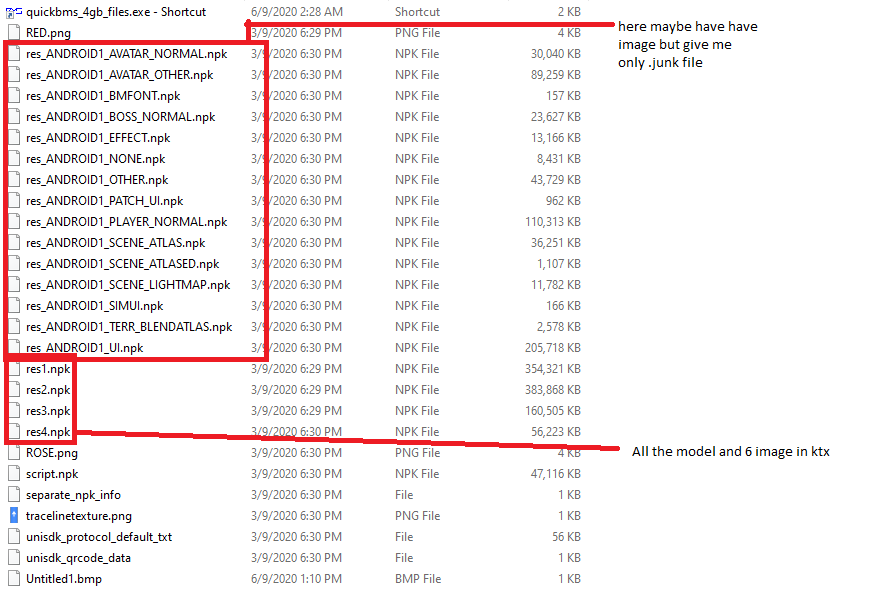 quickbms_4gb_files.exe - Shortcut 6/9/2020 2:28 AM Shortcut 2 KB
RED.png 3/9/2020 6:29 PM PNG File 4 KB
here maybe have have
image but give me
only .junk file
res_ANDROID1_AVATAR_NORMAL.npk 3/9/2020 6:30 PM NPK File 30,040 KB
res_ANDROID1_AVATAR_OTHER.npk 3/9/2020 6:30 PM NPK File 89,259 KB
res_ANDROID1_BMFONT.npk 3/9/2020 6:30 PM NPK File 157 KB
res_ANDROID1_BOSS_NORMAL.npk 3/9/2020 6:30 PM NPK File 23,627 KB
res_ANDROID1_EFFECT.npk 3/9/2020 6:30 PM NPK File 13,166 KB
res_ANDROID1_NONE.npk 3/9/2020 6:30 PM NPK File 8,431 KB
res_ANDROID1_OTHER.npk 3/9/2020 6:30 PM NPK File 43,729 KB
res_ANDROID1_PATCH_UI.npk 3/9/2020 6:30 PM NPK File 962 KB
res_ANDROID1_PLAYER_NORMAL.npk 3/9/2020 6:30 PM NPK File 110,313 KB
res_ANDROID1_SCENE_ATLAS.npk 3/9/2020 6:30 PM NPK File 36,251 KB
res_ANDROID1_SCENE_ATLASED.npk 3/9/2020 6:30 PM NPK File 1,107 KB
res_ANDROID1_SCENE_LIGHTMAP.npk 3/9/2020 6:30 PM NPK File 11,782 KB
res_ANDROID1_SIMUI.npk 3/9/2020 6:30 PM NPK File 166 KB
res_ANDROID1_TERR_BLENDATLAS.npk 3/9/2020 6:30 PM NPK File 2,578 KB
res_ANDROID1_UI.npk 3/9/2020 6:30 PM NPK File 205,718 KB
res1.npk 3/9/2020 6:29 PM NPK File 354,321 KB
res2.npk 3/9/2020 6:29 PM NPK File 383,868 KB
res3.npk 3/9/2020 6:29 PM NPK File 160,505 KB
res4.npk 3/9/2020 6:30 PM NPK File 56,223 KB
ROSE.png 3/9/2020 6:29 PM PNG File 4 KB
All the model and 6 image in ktx
script.npk 3/9/2020 6:30 PM NPK File 47,116 KB
separate_npk_info 3/9/2020 6:30 PM File 1 KB
tracelinetexture.png 3/9/2020 6:30 PM PNG File 1 KB
unisdk_protocol_default_txt 3/9/2020 6:30 PM File 56 KB
unisdk_qrcode_data 3/9/2020 6:30 PM File 1 KB
Untitled1.bmp 6/9/2020 1:10 PM BMP File 1 KB